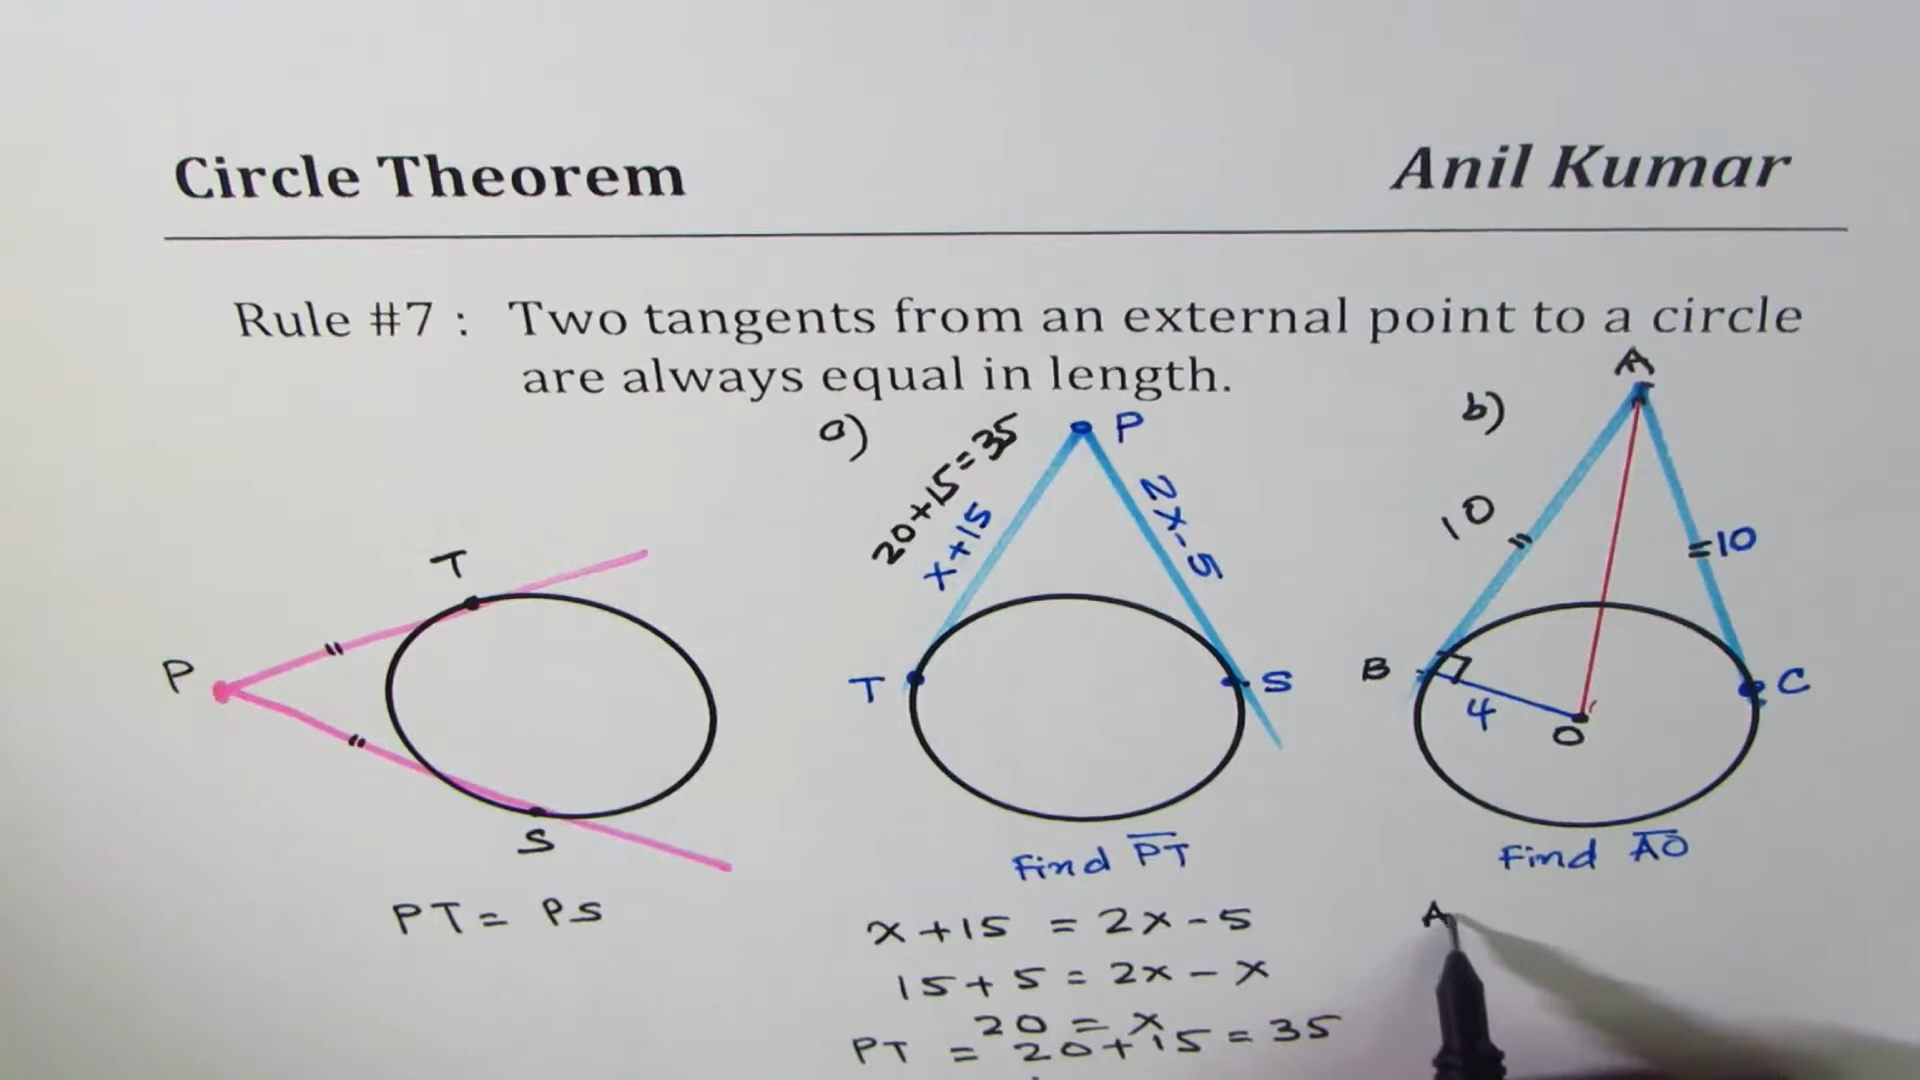 Circle Theorem
Anil Kumar
Rule #7 : Two tangents from an external point to a circle
are always equal in length.
P
T
S
PT = PS
a)
P
20+15=35
x+15
2x-5
T
S
Find PT
x+15 = 2x-5
15+5 = 2x-x
20 = x
PT = 20+15 = 35
b)
A
10
=10
B
4
O
C
Find AO
A